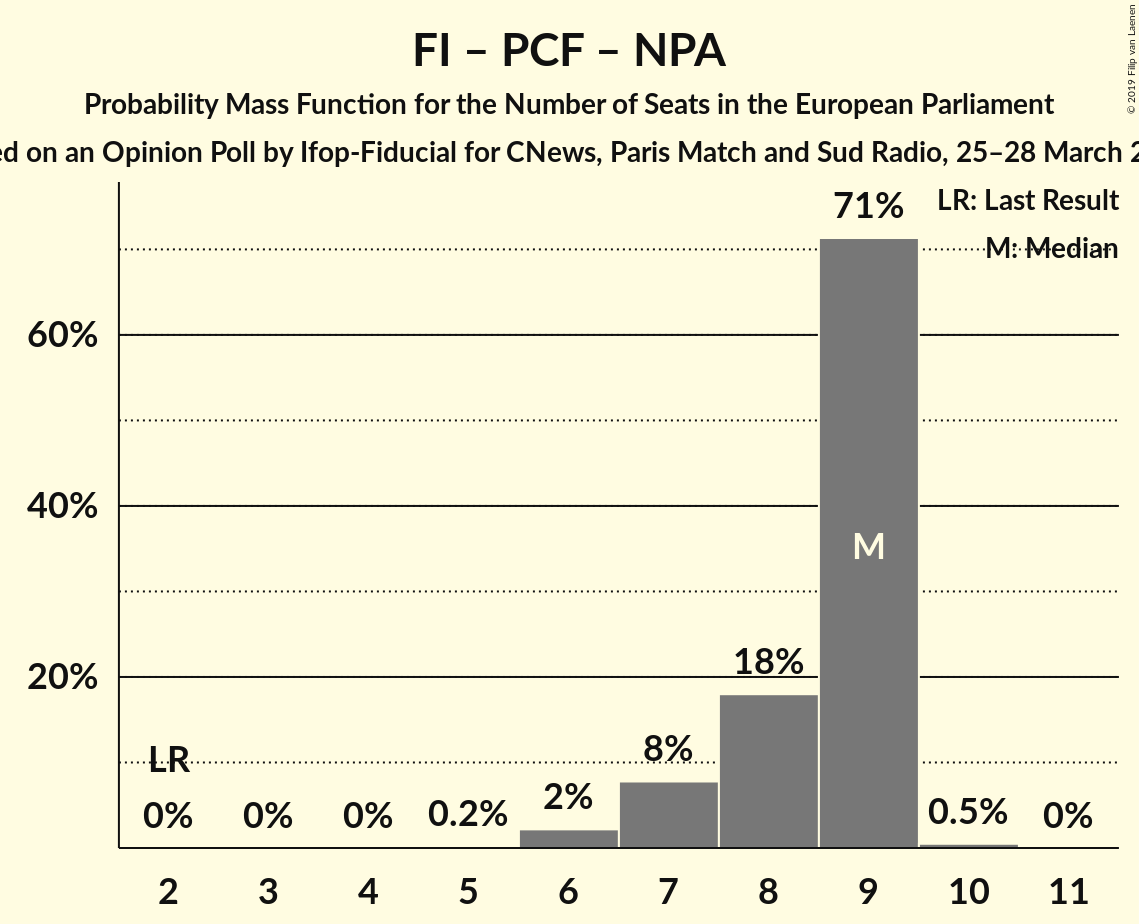 FI – PCF – NPA
Probability Mass Function for the Number of Seats in the European Parliament
on an Opinion Poll by Ifop-Fiducial for CNews, Paris Match and Sud Radio, 25–28 March
© 2019 Filip van Laenen
LR: Last Result
M: Median
71%
60%
40%
M
20%
18%
8%
LR
2%
0%
0%
0%
0.2%
0.5%
0%
2
3
4
5
6
7
8
9
10
11